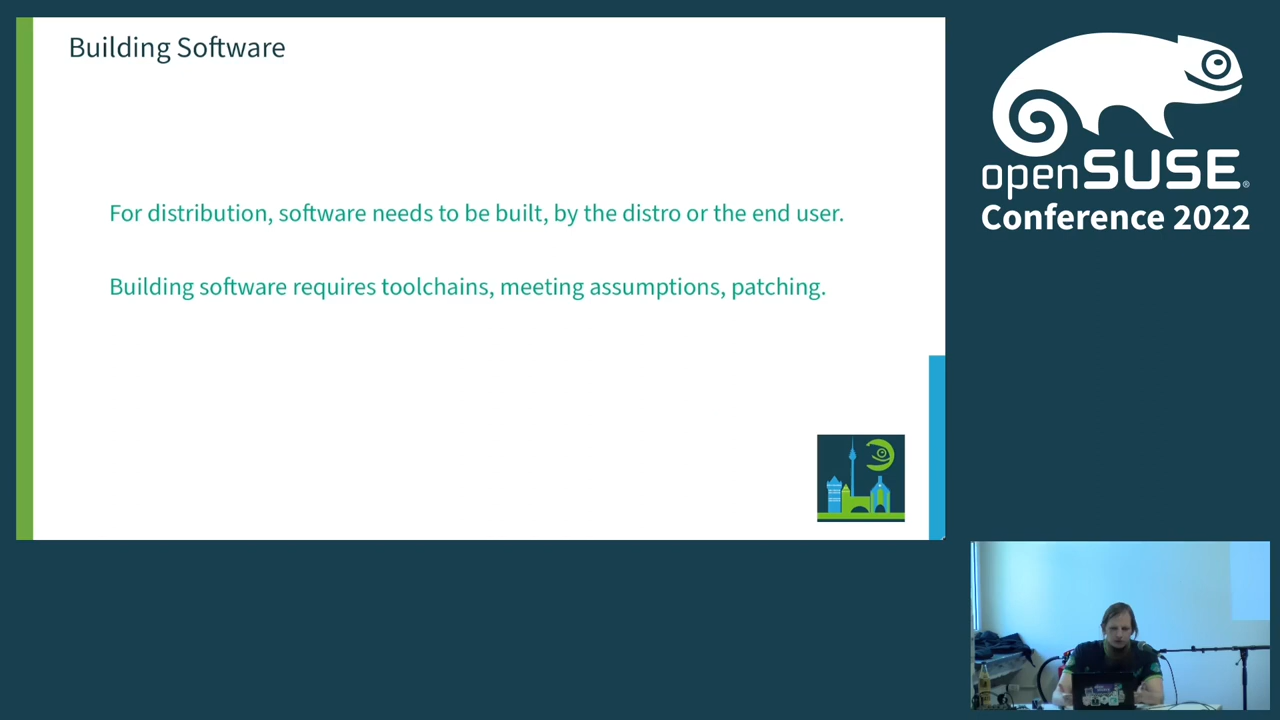 Building Software
For distribution, software needs to be built, by the distro or the end user.
Building software requires toolchains, meeting assumptions, patching.
openSUSE®
Conference 2022